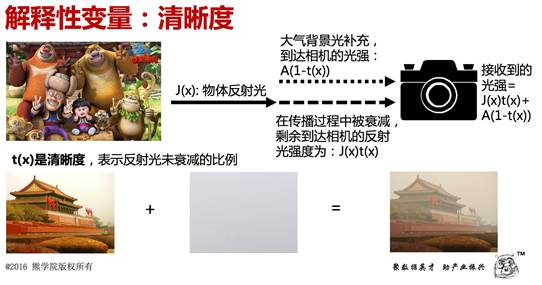 解释性变量：清晰度
大气背景光补充，
到达相机的光强：
A(1-t(x))
J(x): 物体反射光
接收到的
光强=
J(x)t(x)+
A(1-t(x))
在传播过程中被衰减，
剩余到达相机的反射
光强度为：J(x)t(x)
t(x)是清晰度，表示反射光未衰减的比例
+
=
@2016 熊学院版权所有
聚数据英才 助产业振兴
TM